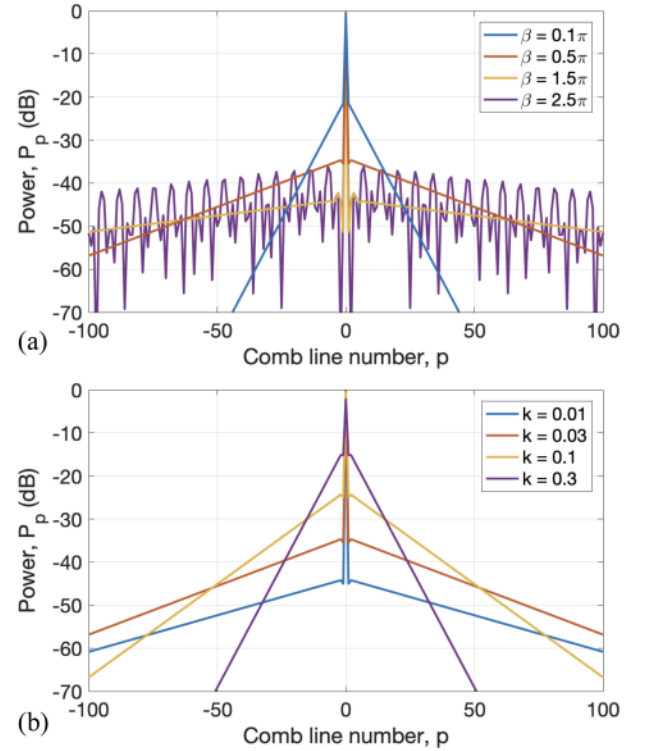 0
-10
-20
-30
-40
-50
-60
-70
Power, P_p (dB)
β = 0.1π
β = 0.5π
β = 1.5π
β = 2.5π
-100 -50 0 50 100
(a) Comb line number, p
0
-10
-20
-30
-40
-50
-60
-70
Power, P_p (dB)
k = 0.01
k = 0.03
k = 0.1
k = 0.3
-100 -50 0 50 100
(b) Comb line number, p